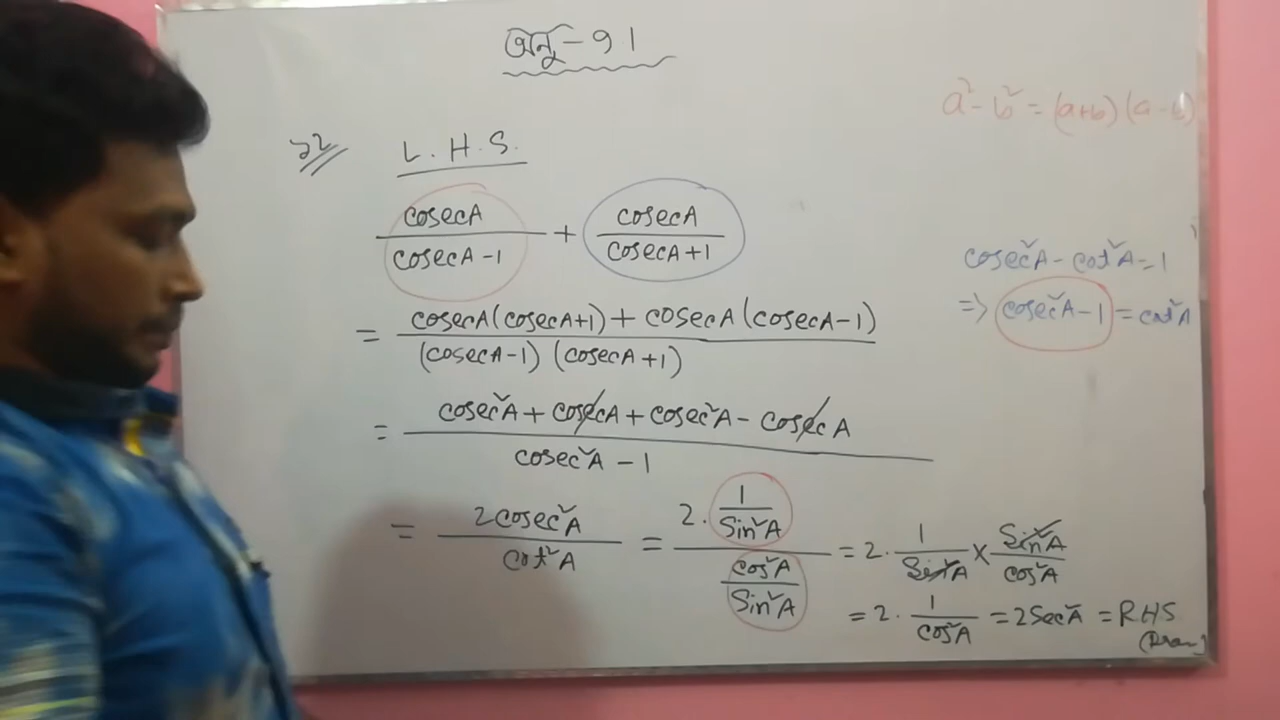 অনু - ৭।
a² - b² = (a+b) (a - b)
১২ L. H. S.
cosecA/cosecA - 1 + cosecA/cosecA + 1
cosec²A - cot²A = 1
⇒ cosec²A - 1 = cot²A
= cosecA(cosecA+1) + cosecA(cosecA-1)/(cosecA-1) (cosecA+1)
= cosec²A + cosecA + cosec²A - cosecA/cosec²A - 1
= 2cosec²A/cot²A = 2 · 1/Sin²A / cos²A/Sin²A = 2 · 1/Sin²A × Sin²A/cos²A
= 2 · 1/cos²A = 2Sec²A = RHS